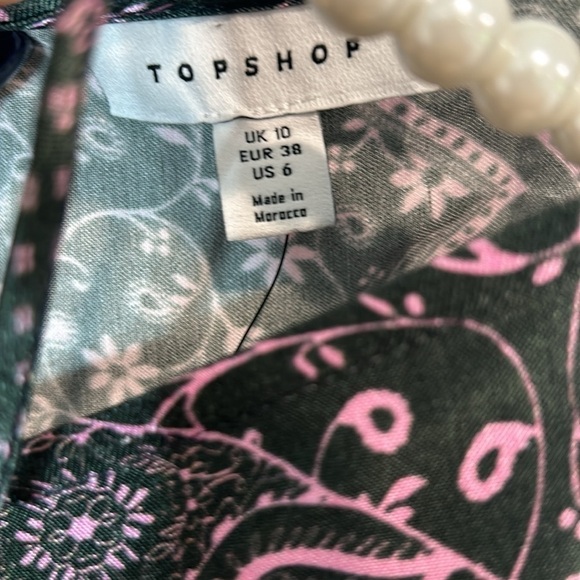 TOPSHOP
UK 10
EUR 38
US 6
Made in
Morocco